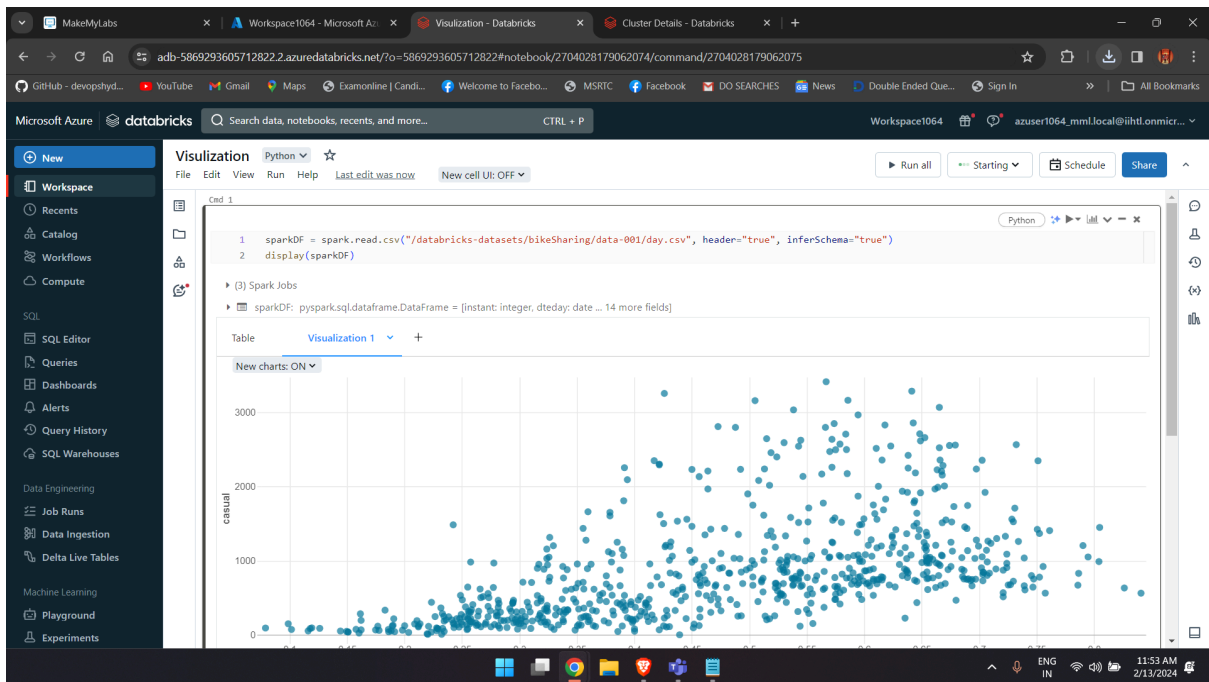 MakeMyLabs
Workspace1064 - Microsoft Az
Visulization - Databricks
Cluster Details - Databricks
adb-5869293605712822.2.azuredatabricks.net/?o=5869293605712822#notebook/2704028179062074/command/2704028179062075
GitHub - devopshyd...
YouTube
Gmail
Maps
Examonline | Candi...
Welcome to Facebo...
MSRTC
Facebook
DO SEARCHES
News
Double Ended Que...
Sign In
»
All Bookmarks
Microsoft Azure
databricks
Search data, notebooks, recents, and more...
CTRL + P
Workspace1064
azuser1064_mml.local@iihtl.onmicr...
New
Workspace
Recents
Catalog
Workflows
Compute
SQL
SQL Editor
Queries
Dashboards
Alerts
Query History
SQL Warehouses
Data Engineering
Job Runs
Data Ingestion
Delta Live Tables
Machine Learning
Playground
Experiments
Visulization
Python
File Edit View Run Help Last edit was now New cell UI: OFF
Run all
Starting
Schedule
Share
Cmd 1
Python
1 sparkDF = spark.read.csv("/databricks-datasets/bikeSharing/data-001/day.csv", header="true", inferSchema="true")
2 display(sparkDF)
(3) Spark Jobs
sparkDF: pyspark.sql.dataframe.DataFrame = [instant: integer, dteday: date ... 14 more fields]
Table
Visualization 1
+
New charts: ON
3000
2000
1000
0
casual
ENG
IN
11:53 AM
2/13/2024